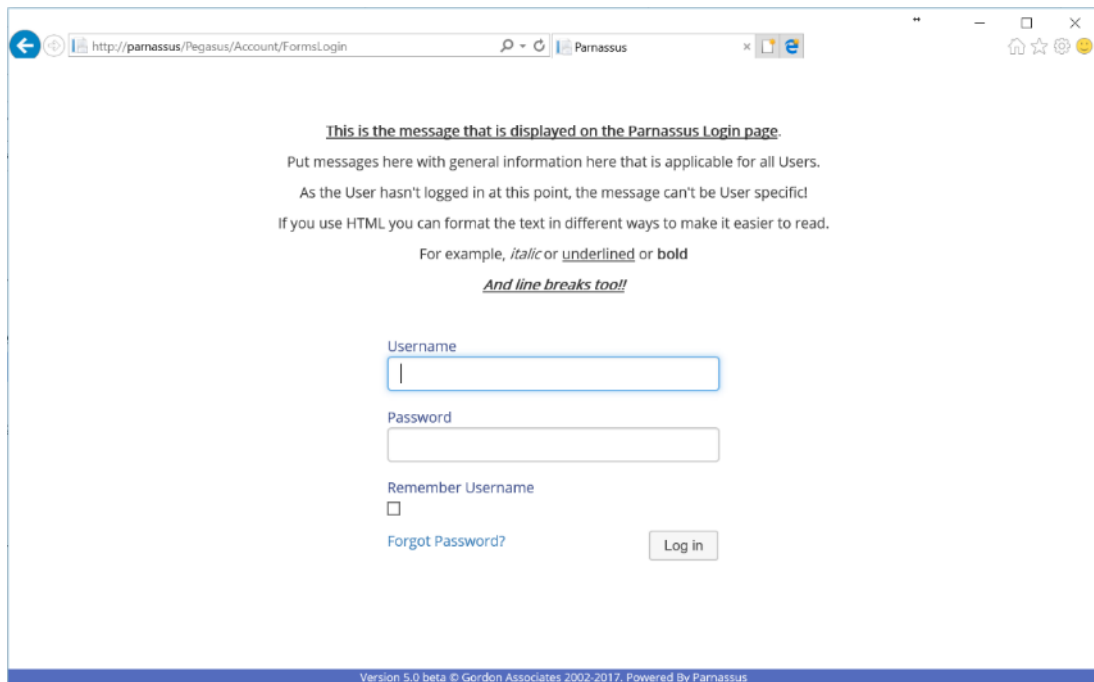 http://parnassus/Pegasus/Account/FormsLogin
Parnassus
This is the message that is displayed on the Parnassus Login page.
Put messages here with general information here that is applicable for all Users.
As the User hasn't logged in at this point, the message can't be User specific!
If you use HTML you can format the text in different ways to make it easier to read.
For example, italic or underlined or bold
And line breaks too!!
Username
Password
Remember Username
Forgot Password?
Log in
Version 5.0 beta © Gordon Associates 2002-2017. Powered By Parnassus